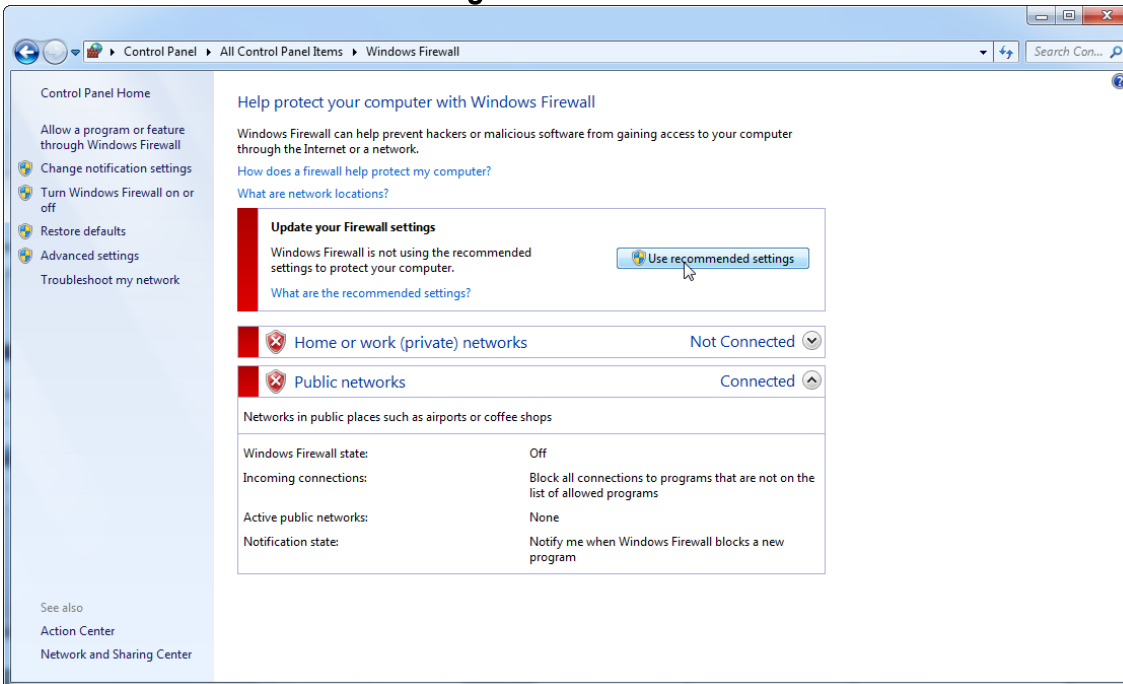 Control Panel ▸ All Control Panel Items ▸ Windows Firewall
Search Con...
Control Panel Home
Allow a program or feature
through Windows Firewall
Change notification settings
Turn Windows Firewall on or
off
Restore defaults
Advanced settings
Troubleshoot my network
See also
Action Center
Network and Sharing Center
Help protect your computer with Windows Firewall
Windows Firewall can help prevent hackers or malicious software from gaining access to your computer
through the Internet or a network.
How does a firewall help protect my computer?
What are network locations?
Update your Firewall settings
Windows Firewall is not using the recommended
settings to protect your computer.
Use recommended settings
What are the recommended settings?
Home or work (private) networks Not Connected
Public networks Connected
Networks in public places such as airports or coffee shops
Windows Firewall state: Off
Incoming connections: Block all connections to programs that are not on the
list of allowed programs
Active public networks: None
Notification state: Notify me when Windows Firewall blocks a new
program